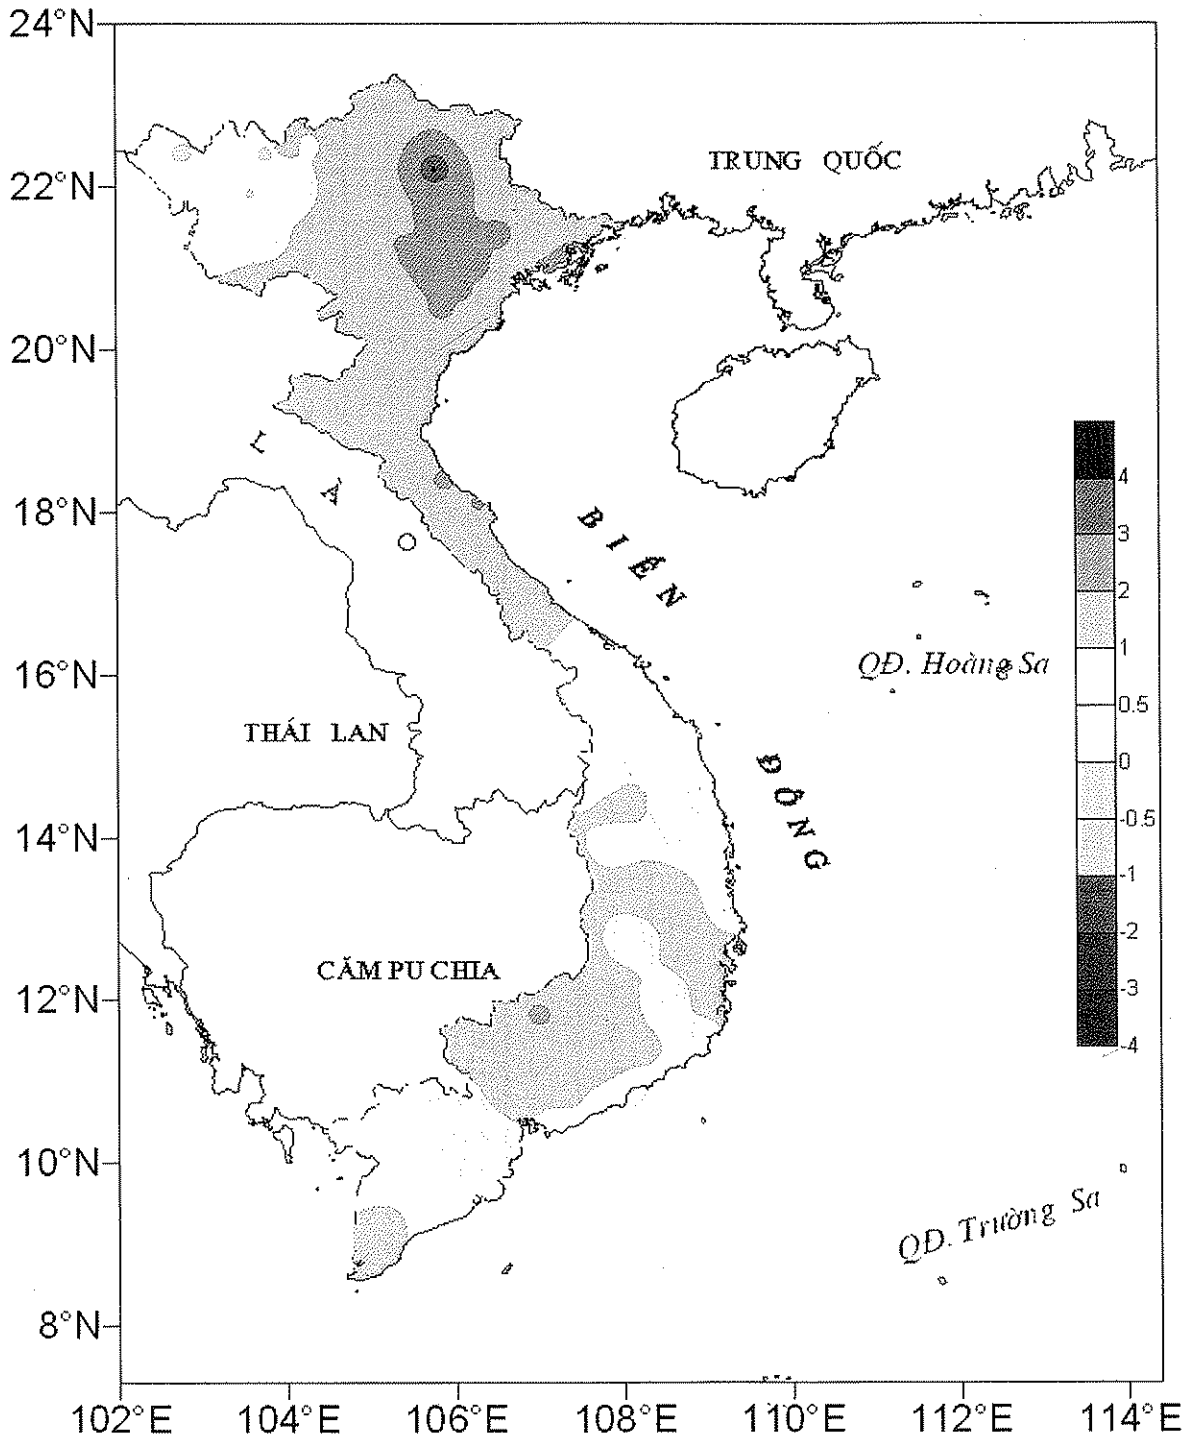 24°N
22°N
20°N
18°N
16°N
14°N
12°N
10°N
8°N
TRUNG QUỐC
LAO
BIỂN ĐÔNG
QĐ. Hoàng Sa
THÁI LAN
CĂM PU CHIA
QĐ. Trường Sa
4
3
2
1
0.5
0
-0.5
-1
-2
-3
-4
102°E
104°E
106°E
108°E
110°E
112°E
114°E